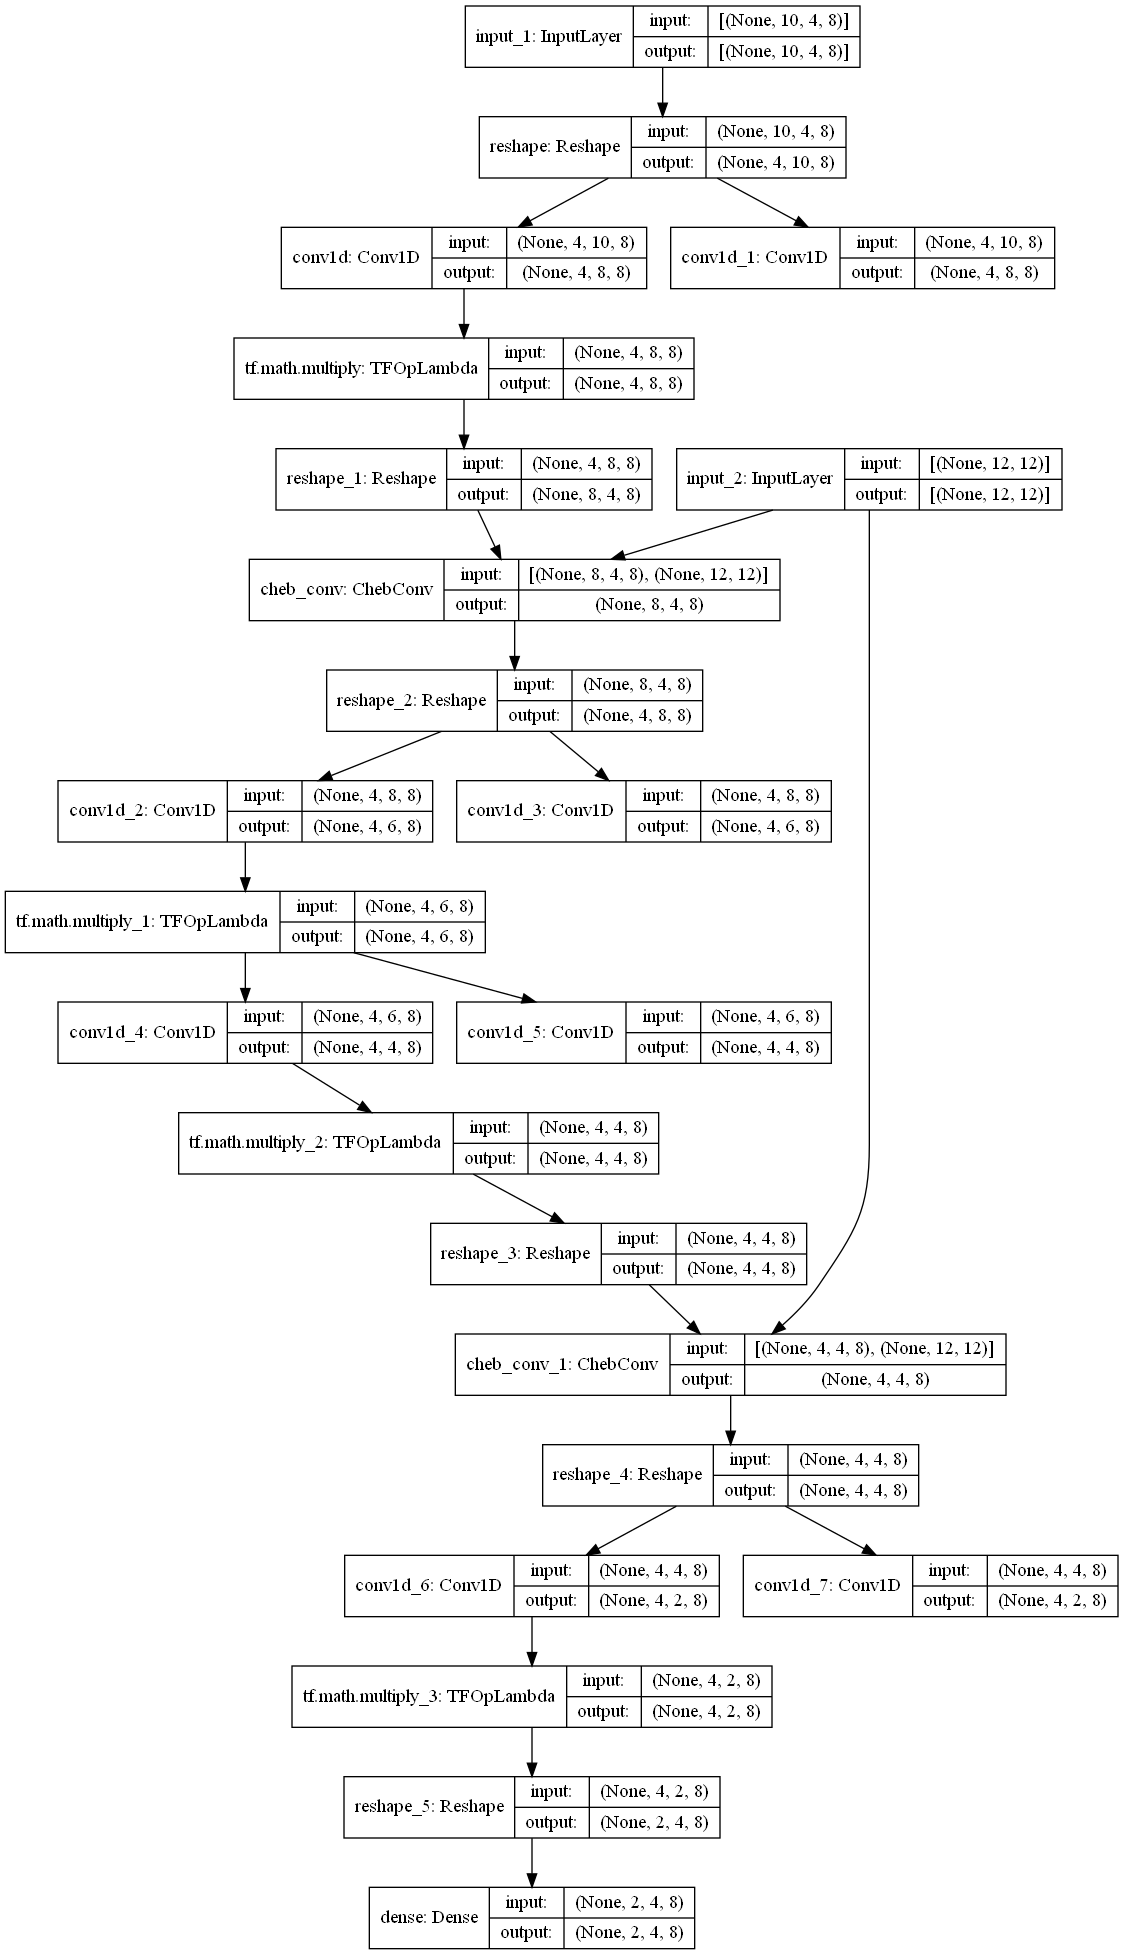 input_1: InputLayer
input: [(None, 10, 4, 8)]
output: [(None, 10, 4, 8)]
reshape: Reshape
input: (None, 10, 4, 8)
output: (None, 4, 10, 8)
conv1d: Conv1D
input: (None, 4, 10, 8)
output: (None, 4, 8, 8)
conv1d_1: Conv1D
input: (None, 4, 10, 8)
output: (None, 4, 8, 8)
tf.math.multiply: TFOpLambda
input: (None, 4, 8, 8)
output: (None, 4, 8, 8)
reshape_1: Reshape
input: (None, 4, 8, 8)
output: (None, 8, 4, 8)
input_2: InputLayer
input: [(None, 12, 12)]
output: [(None, 12, 12)]
cheb_conv: ChebConv
input: [(None, 8, 4, 8), (None, 12, 12)]
output: (None, 8, 4, 8)
reshape_2: Reshape
input: (None, 8, 4, 8)
output: (None, 4, 8, 8)
conv1d_2: Conv1D
input: (None, 4, 8, 8)
output: (None, 4, 6, 8)
conv1d_3: Conv1D
input: (None, 4, 8, 8)
output: (None, 4, 6, 8)
tf.math.multiply_1: TFOpLambda
input: (None, 4, 6, 8)
output: (None, 4, 6, 8)
conv1d_4: Conv1D
input: (None, 4, 6, 8)
output: (None, 4, 4, 8)
conv1d_5: Conv1D
input: (None, 4, 6, 8)
output: (None, 4, 4, 8)
tf.math.multiply_2: TFOpLambda
input: (None, 4, 4, 8)
output: (None, 4, 4, 8)
reshape_3: Reshape
input: (None, 4, 4, 8)
output: (None, 4, 4, 8)
cheb_conv_1: ChebConv
input: [(None, 4, 4, 8), (None, 12, 12)]
output: (None, 4, 4, 8)
reshape_4: Reshape
input: (None, 4, 4, 8)
output: (None, 4, 4, 8)
conv1d_6: Conv1D
input: (None, 4, 4, 8)
output: (None, 4, 2, 8)
conv1d_7: Conv1D
input: (None, 4, 4, 8)
output: (None, 4, 2, 8)
tf.math.multiply_3: TFOpLambda
input: (None, 4, 2, 8)
output: (None, 4, 2, 8)
reshape_5: Reshape
input: (None, 4, 2, 8)
output: (None, 2, 4, 8)
dense: Dense
input: (None, 2, 4, 8)
output: (None, 2, 4, 8)